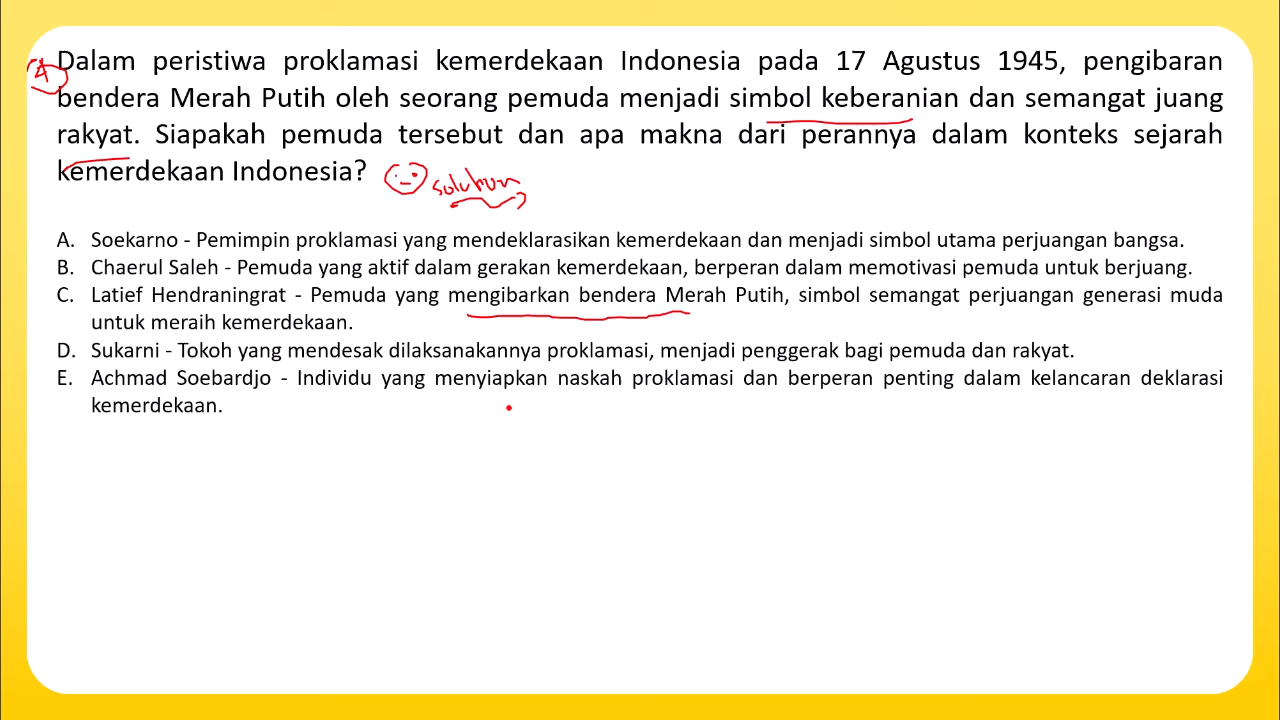 4
Dalam peristiwa proklamasi kemerdekaan Indonesia pada 17 Agustus 1945, pengibaran
bendera Merah Putih oleh seorang pemuda menjadi simbol keberanian dan semangat juang
rakyat. Siapakah pemuda tersebut dan apa makna dari perannya dalam konteks sejarah
kemerdekaan Indonesia?
A. Soekarno - Pemimpin proklamasi yang mendeklarasikan kemerdekaan dan menjadi simbol utama perjuangan bangsa.
B. Chaerul Saleh - Pemuda yang aktif dalam gerakan kemerdekaan, berperan dalam memotivasi pemuda untuk berjuang.
C. Latief Hendraningrat - Pemuda yang mengibarkan bendera Merah Putih, simbol semangat perjuangan generasi muda
untuk meraih kemerdekaan.
D. Sukarni - Tokoh yang mendesak dilaksanakannya proklamasi, menjadi penggerak bagi pemuda dan rakyat.
E. Achmad Soebardjo - Individu yang menyiapkan naskah proklamasi dan berperan penting dalam kelancaran deklarasi
kemerdekaan.